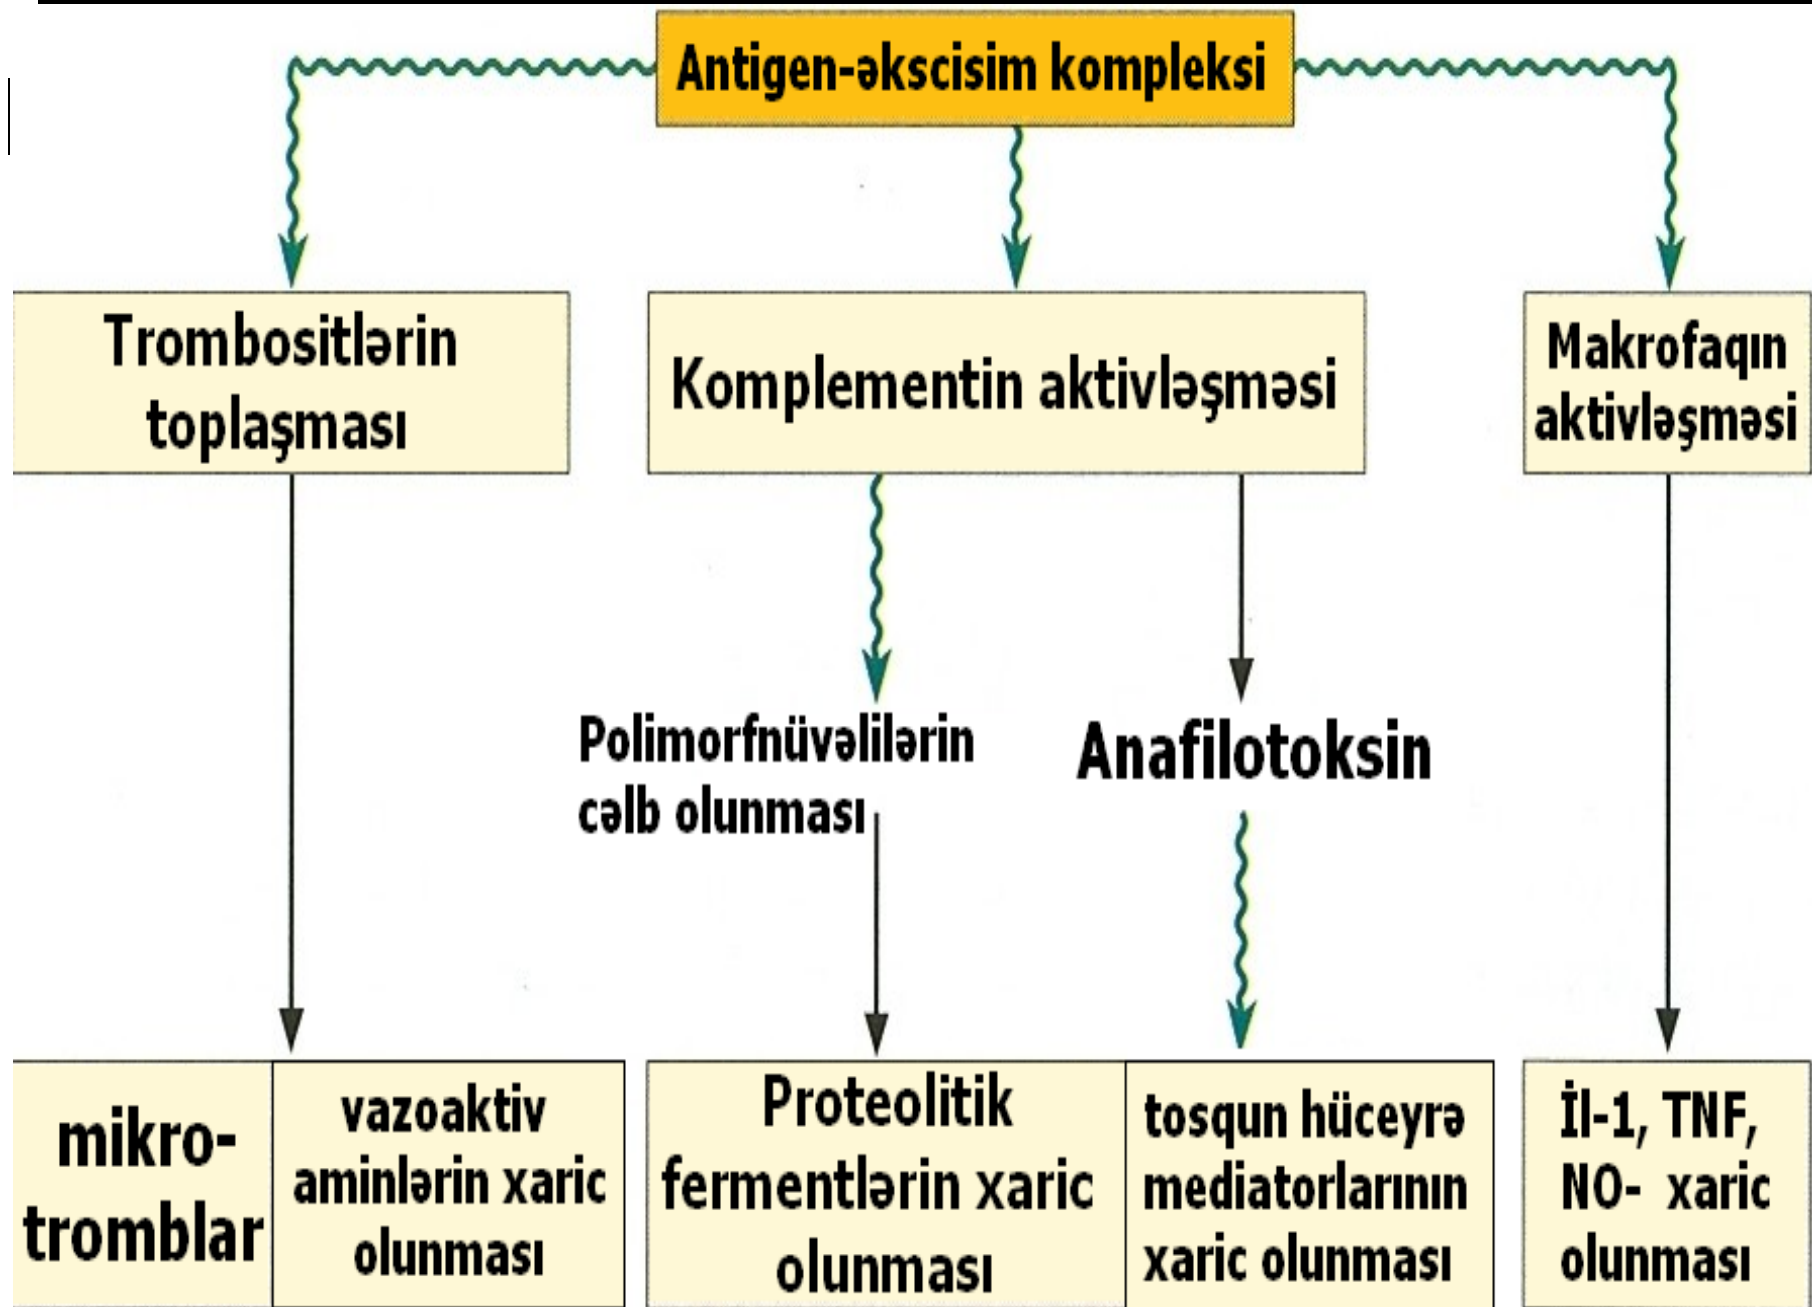 Antigen-əkscisim kompleksi
Trombositlərin
toplaşması
Komplementin aktivləşməsi
Makrofaqın
aktivləşməsi
Polimorfnüvəlilərin
cəlb olunması
Anafilotoksin
mikro-
tromblar
vazoaktiv
aminlərin xaric
olunması
Proteolitik
fermentlərin xaric
olunması
tosqun hüceyrə
mediatorlarının
xaric olunması
İl-1, TNF,
NO- xaric
olunması